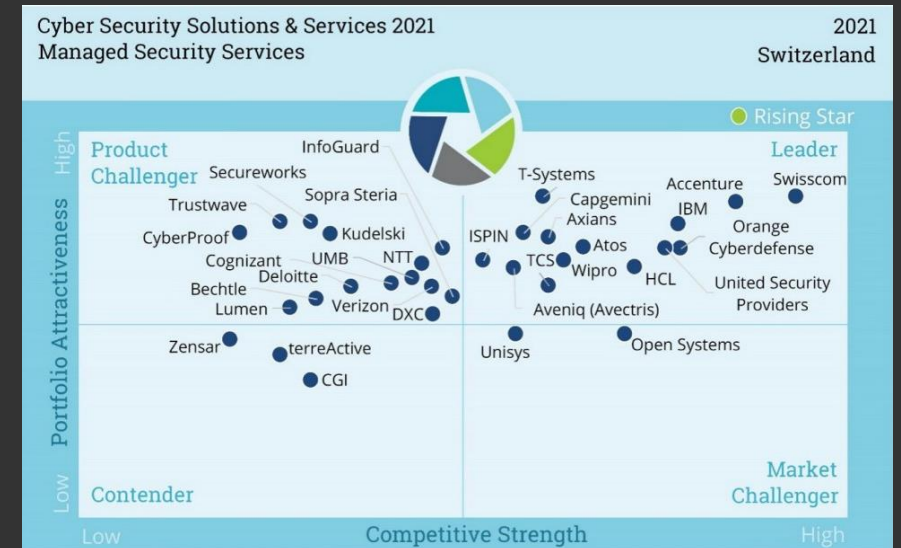 Cyber Security Solutions & Services 2021
Managed Security Services
2021
Switzerland
Rising Star
High
Product
Challenger
Leader
InfoGuard
Secureworks
Sopra Steria
Trustwave
CyberProof
Kudelski
Cognizant
UMB
NTT
Deloitte
Bechtle
Verizon
Lumen
DXC
T-Systems
Capgemini
Axians
Accenture
Swisscom
IBM
Orange
Cyberdefense
ISPIN
Atos
TCS
Wipro
HCL
United Security
Providers
Aveniq (Avectris)
Zensar
terreActive
CGI
Unisys
Open Systems
Portfolio Attractiveness
Low
Contender
Market
Challenger
Low
Competitive Strength
High